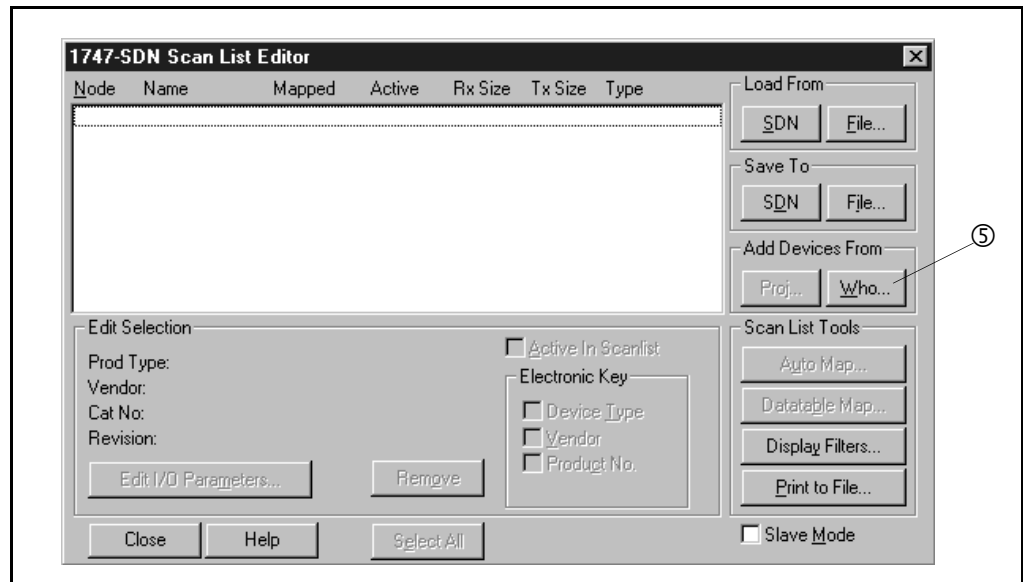 1747-SDN Scan List Editor
Node Name Mapped Active Rx Size Tx Size Type
Load From
SDN File...
Save To
SDN File...
Add Devices From
Proj... Who...
⑤
Edit Selection
Prod Type:
Vendor:
Cat No:
Revision:
Edit I/O Parameters...
Remove
Active In Scanlist
Electronic Key
Device Type
Vendor
Product No.
Scan List Tools
Auto Map...
Datatable Map...
Display Filters...
Print to File...
Close Help Select All
Slave Mode